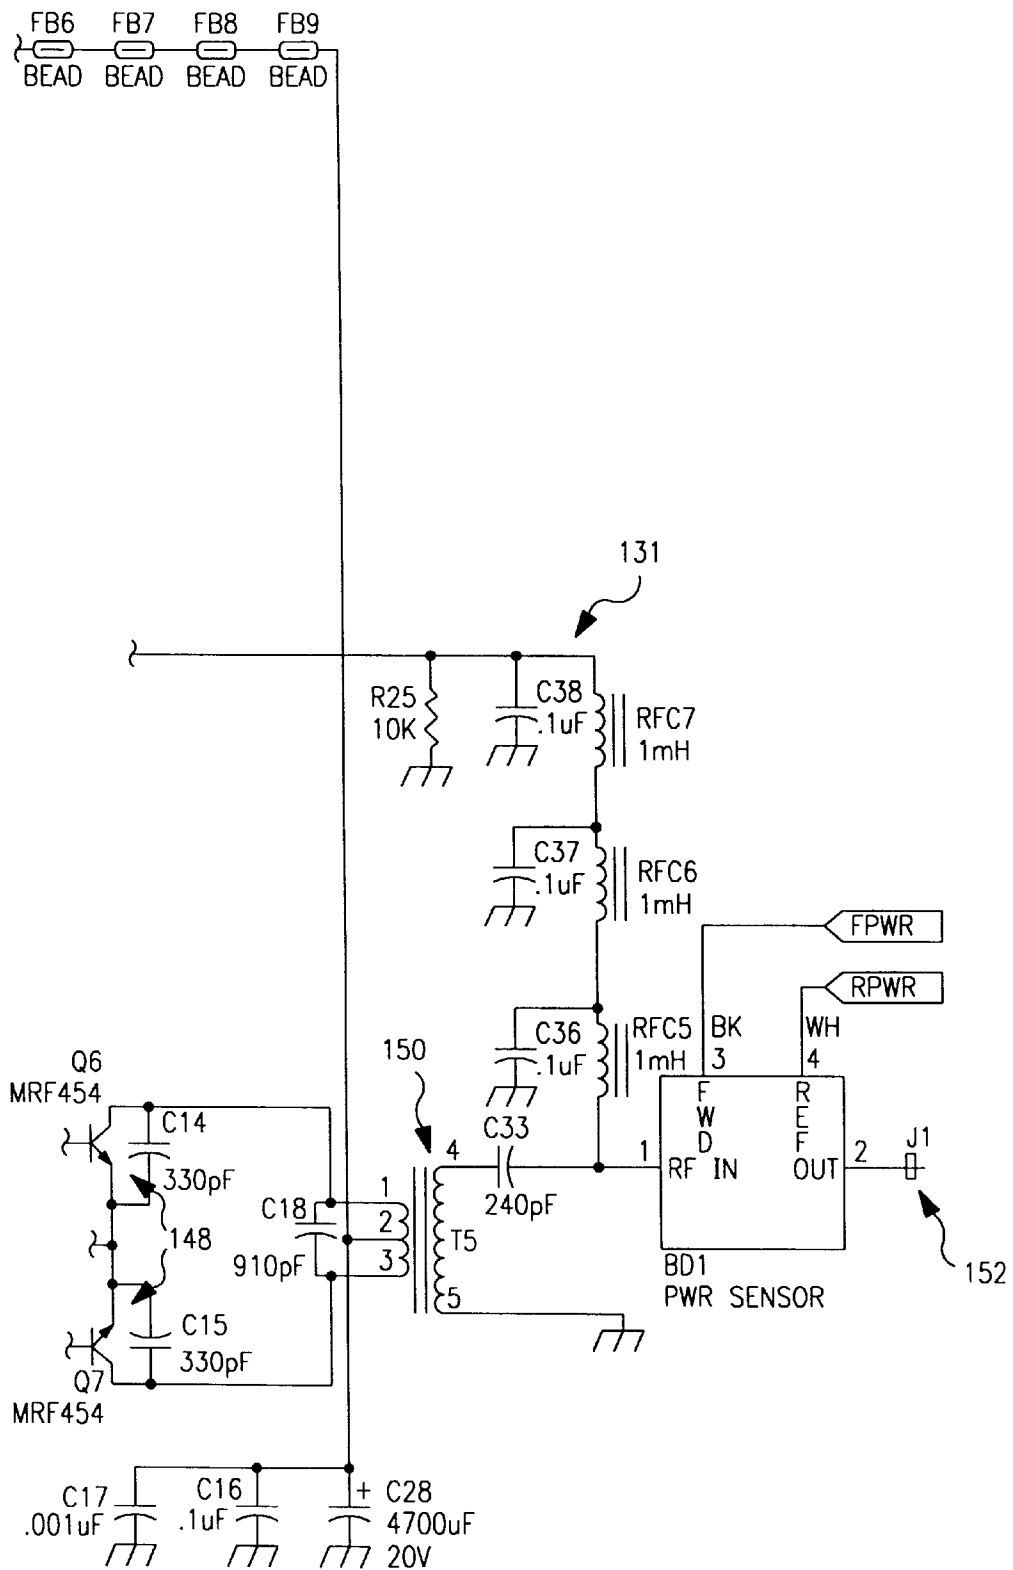 FB6 FB7 FB8 FB9
BEAD BEAD BEAD BEAD
131
R25
10K
C38
.1uF
RFC7
1mH
C37
.1uF
RFC6
1mH
FPWR
RPWR
C36
.1uF
RFC5
1mH
BK
3
WH
4
150
Q6
MRF454
C14
330pF
C33
240pF
4
1
FWD
REF
RF IN
OUT
2
J1
1
2
3
C18
910pF
T5
5
148
BD1
PWR SENSOR
152
C15
330pF
Q7
MRF454
C17
.001uF
C16
.1uF
+
C28
4700uF
20V